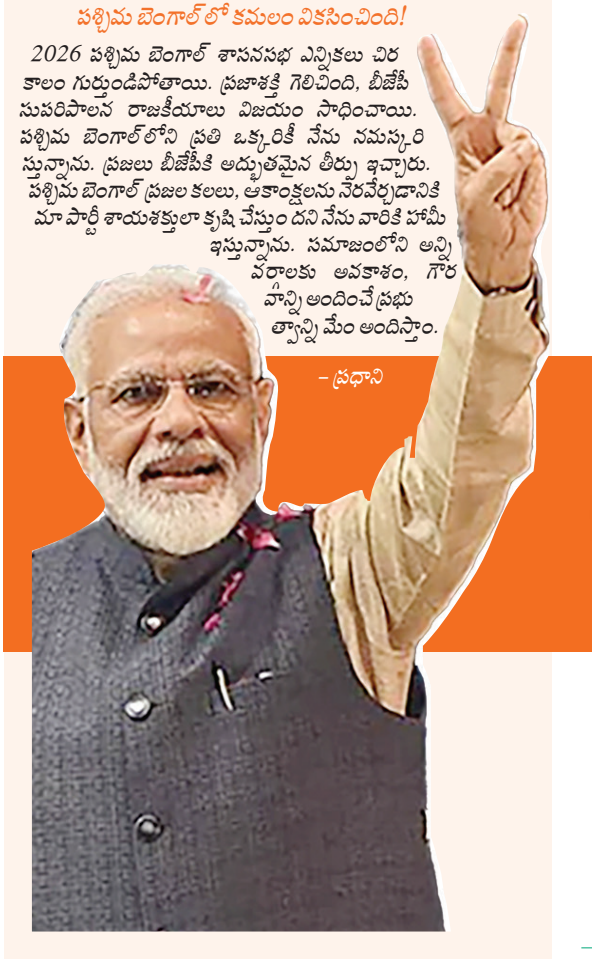 పశ్చిమ బెంగాల్ లో కమలం వికసించింది!
2026 పశ్చిమ బెంగాల్ శాసనసభ ఎన్నికలు చిర
కాలం గుర్తుండిపోతాయి. ప్రజాశక్తి గెలిచింది, బీజేపీ
సుపరిపాలన రాజకీయాలు విజయం సాధించాయి.
పశ్చిమ బెంగాల్‌లోని ప్రతి ఒక్కరికీ నేను నమస్కరి
స్తున్నాను. ప్రజలు బీజేపీకి అద్భుతమైన తీర్పు ఇచ్చారు.
పశ్చిమ బెంగాల్ ప్రజల కలలు, ఆకాంక్షలను నెరవేర్చడానికి
మా పార్టీ శాయశక్తులా కృషి చేస్తుం దని నేను వారికి హామీ
ఇస్తున్నాను. సమాజంలోని అన్ని
వర్గాలకు అవకాశం, గౌర
వాన్ని అందించే ప్రభు
త్వాన్ని మేం అందిస్తాం.
– ప్రధాని